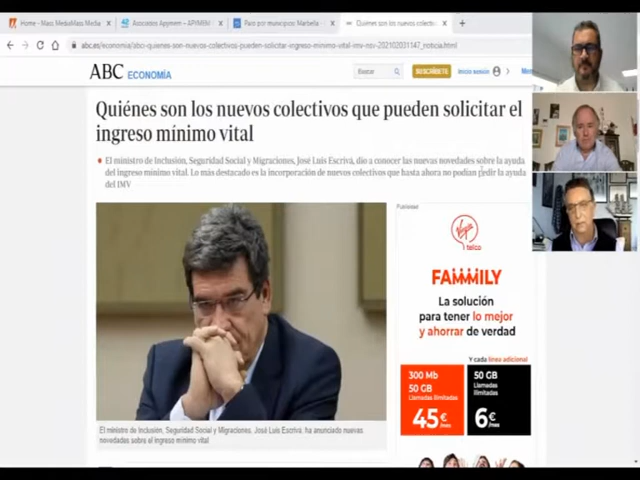 Home - Mass Media
Asociados Apymem - APYMEM
Paro por municipios: Marbella
Quiénes son los nuevos colectiv
abc.es/economia/abc-quienes-son-nuevos-colectivos-pueden-solicitar-ingreso-minimo-vital-imv-nsv-202102031147_noticia.html
ABC ECONOMÍA
Buscar
SUSCRÍBETE
Inicio sesión
Quiénes son los nuevos colectivos que pueden solicitar el
ingreso mínimo vital
El ministro de Inclusión, Seguridad Social y Migraciones, José Luis Escrivá, dio a conocer las nuevas novedades sobre la ayuda
del ingreso mínimo vital. Lo más destacado es la incorporación de nuevos colectivos que hasta ahora no podían pedir la ayuda
del IMV
Publicidad
Virgin
telco
FAMMMILY
La solución
para tener lo mejor
y ahorrar de verdad
Y cada línea adicional
300 Mb
50 GB
Llamadas ilimitadas
45€
/mes
50 GB
Llamadas
ilimitadas
6€
/mes
El ministro de Inclusión, Seguridad Social y Migraciones, José Luis Escrivá, ha anunciado nuevas
novedades sobre el ingreso mínimo vital